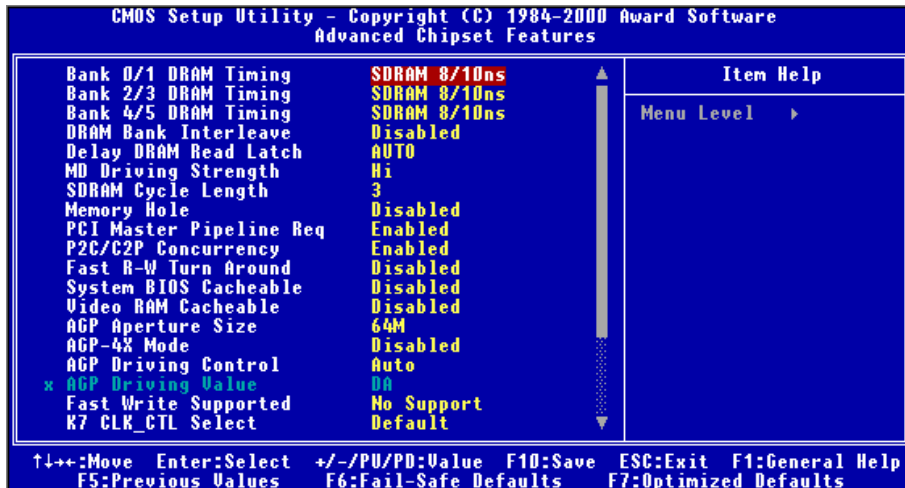 CMOS Setup Utility - Copyright (C) 1984-2000 Award Software
Advanced Chipset Features
Bank 0/1 DRAM Timing SDRAM 8/10ns
Bank 2/3 DRAM Timing SDRAM 8/10ns
Bank 4/5 DRAM Timing SDRAM 8/10ns
DRAM Bank Interleave Disabled
Delay DRAM Read Latch AUTO
MD Driving Strength Hi
SDRAM Cycle Length 3
Memory Hole Disabled
PCI Master Pipeline Req Enabled
P2C/C2P Concurrency Enabled
Fast R-W Turn Around Disabled
System BIOS Cacheable Disabled
Video RAM Cacheable Disabled
AGP Aperture Size 64M
AGP-4X Mode Disabled
AGP Driving Control Auto
x AGP Driving Value DA
Fast Write Supported No Support
K7 CLK_CTL Select Default
Item Help
Menu Level ▸
↑↓→←:Move Enter:Select +/-/PU/PD:Value F10:Save ESC:Exit F1:General Help
F5:Previous Values F6:Fail-Safe Defaults F7:Optimized Defaults